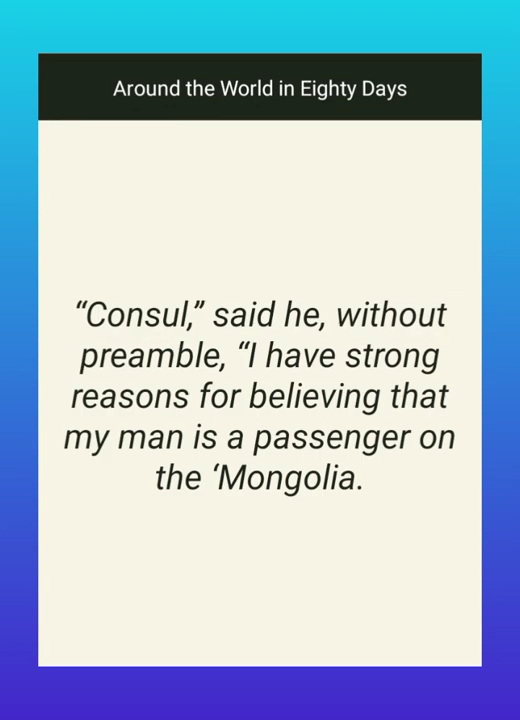 Around the World in Eighty Days
“Consul,” said he, without
preamble, “I have strong
reasons for believing that
my man is a passenger on
the ‘Mongolia.